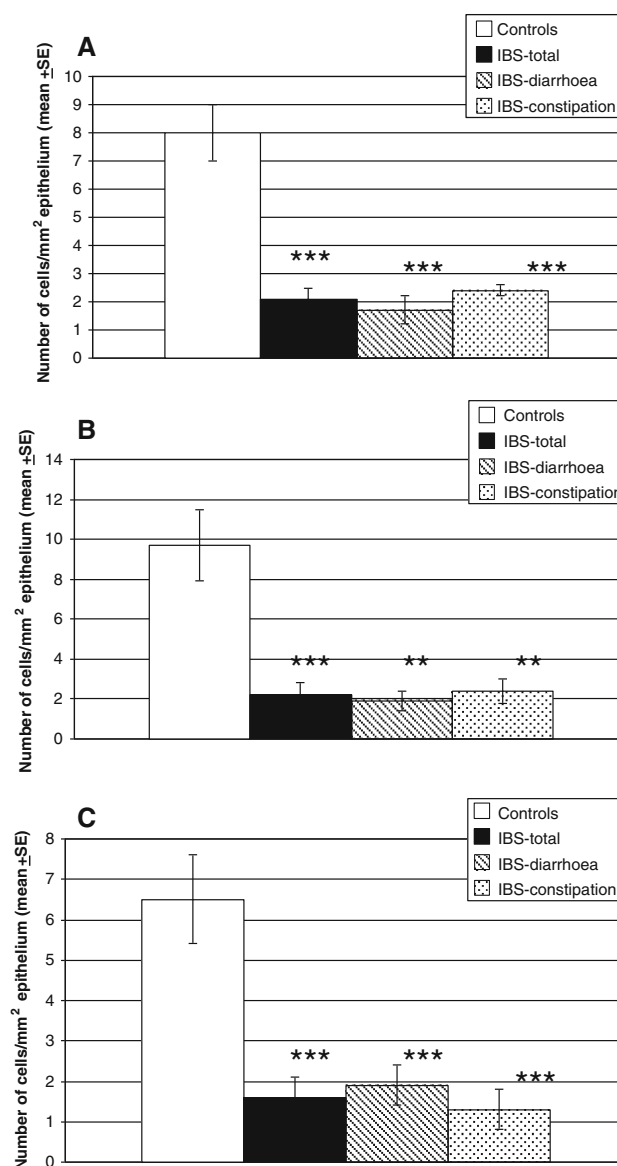 A
Controls
IBS-total
IBS-diarrhoea
IBS-constipation
Number of cells/mm² epithelium (mean ±SE)
10
9
8
7
6
5
4
3
2
1
0
***
***
***
B
Controls
IBS-total
IBS-diarrhoea
IBS-constipation
Number of cells/mm² epithelium (mean ±SE)
14
12
10
8
6
4
2
0
***
**
**
C
Controls
IBS-total
IBS-diarrhoea
IBS-constipation
Number of cells/mm² epithelium (mean ±SE)
8
7
6
5
4
3
2
1
0
***
***
***